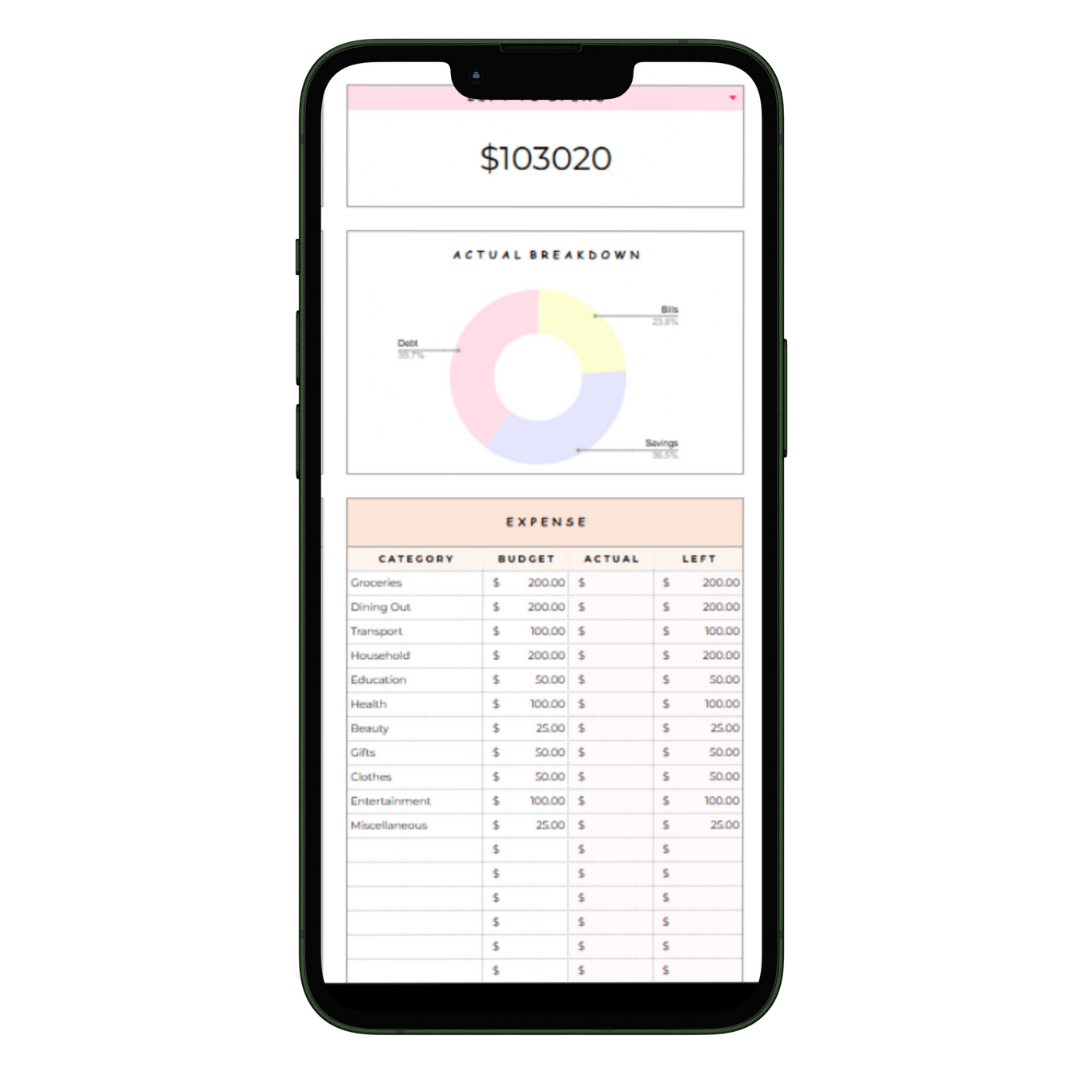 $103020
ACTUAL BREAKDOWN
Bills
23.8%
Debt
39.7%
Savings
36.5%
EXPENSE
CATEGORY BUDGET ACTUAL LEFT
Groceries $ 200.00 $ $ 200.00
Dining Out $ 200.00 $ $ 200.00
Transport $ 100.00 $ $ 100.00
Household $ 200.00 $ $ 200.00
Education $ 50.00 $ $ 50.00
Health $ 100.00 $ $ 100.00
Beauty $ 25.00 $ $ 25.00
Gifts $ 50.00 $ $ 50.00
Clothes $ 50.00 $ $ 50.00
Entertainment $ 100.00 $ $ 100.00
Miscellaneous $ 25.00 $ $ 25.00
$ $ $
$ $ $
$ $ $
$ $ $
$ $ $
$ $ $